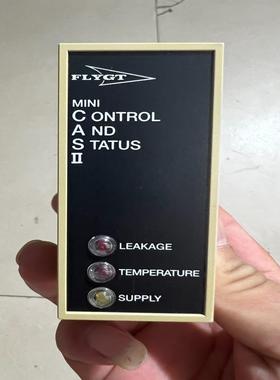 FLYGT
MINI
CONTROL
AND
STATUS
II
LEAKAGE
TEMPERATURE
SUPPLY